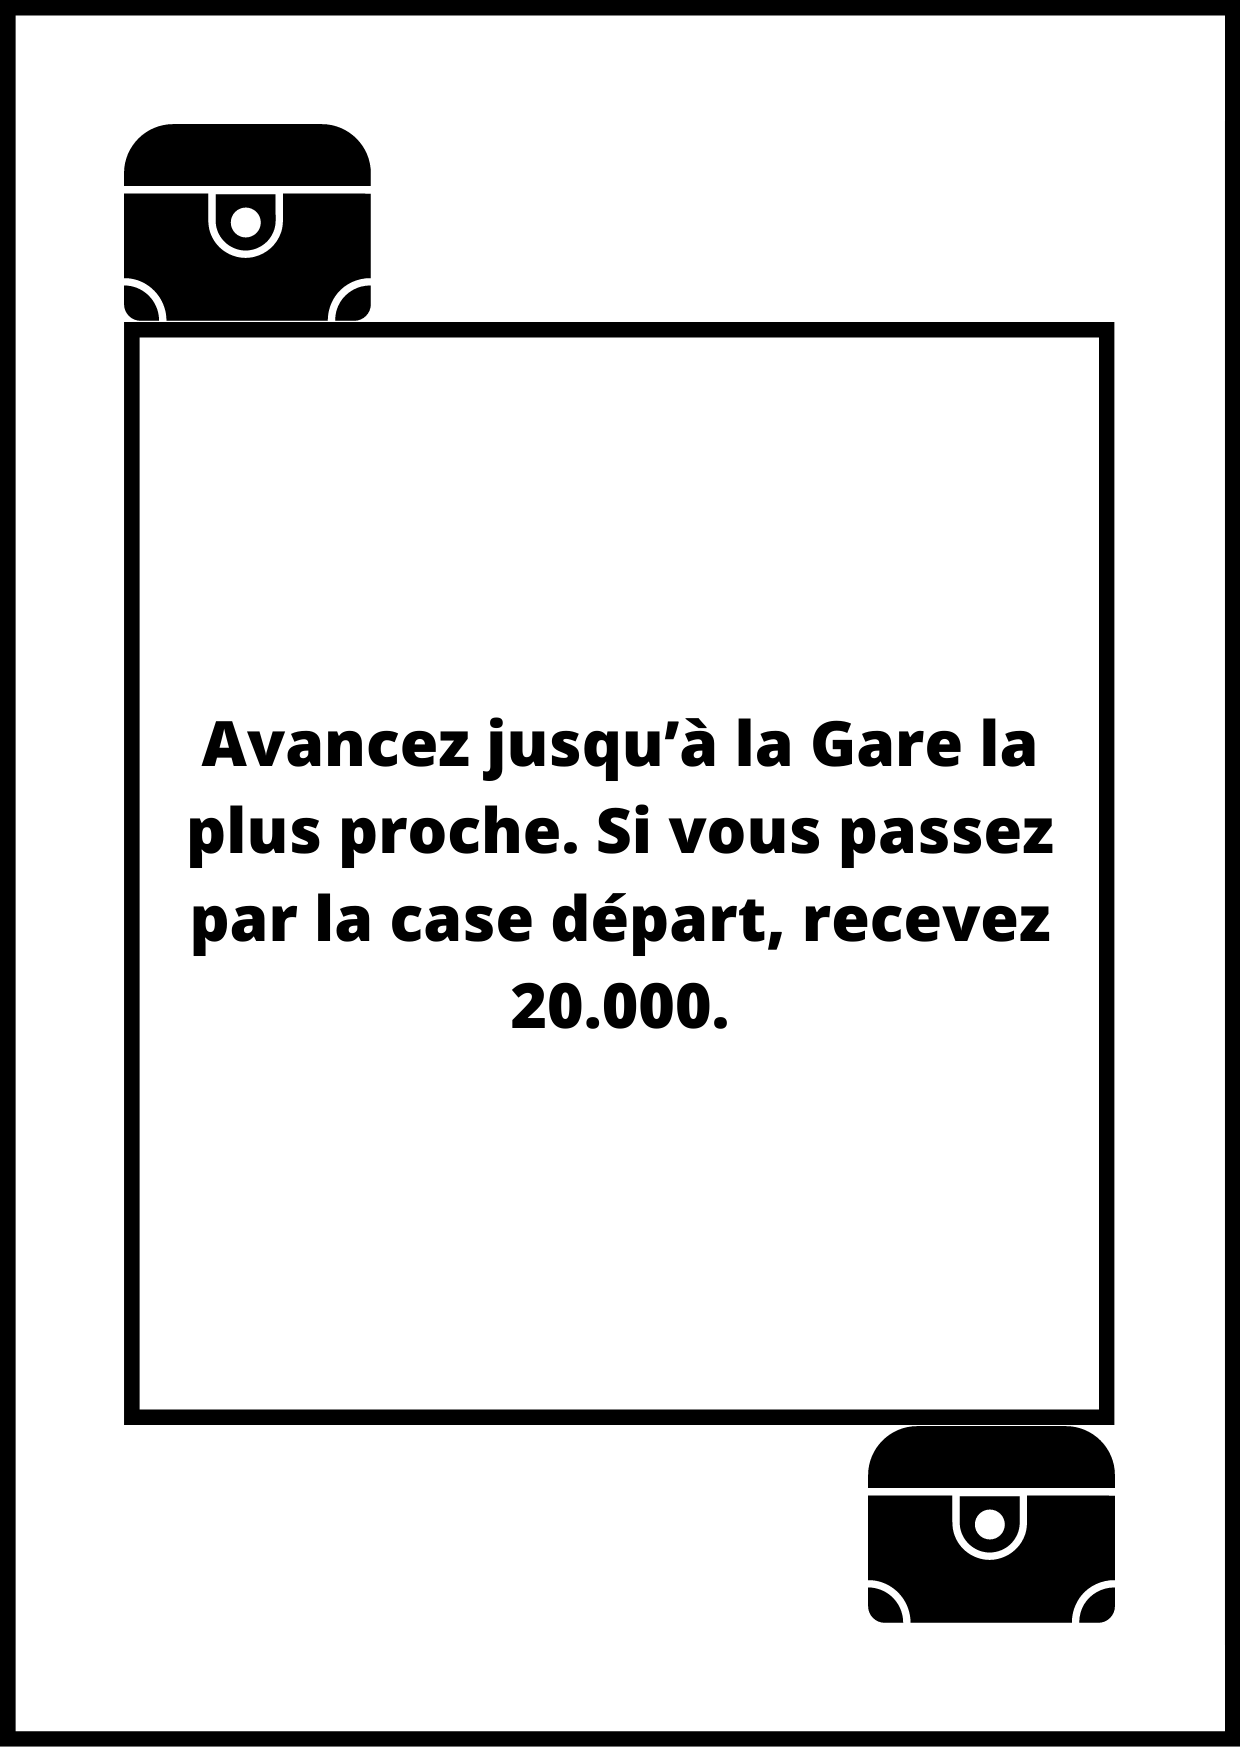 Avancez jusqu’à la Gare la
plus proche. Si vous passez
par la case départ, recevez
20.000.